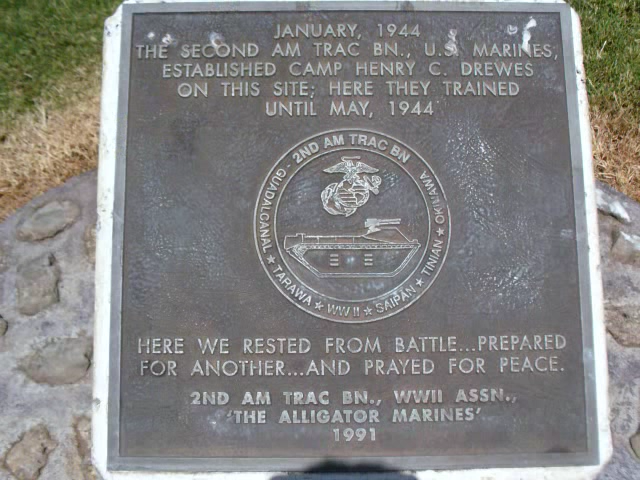 JANUARY, 1944
THE SECOND AM TRAC BN., U.S. MARINES,
ESTABLISHED CAMP HENRY C. DREWES
ON THIS SITE; HERE THEY TRAINED
UNTIL MAY, 1944
2ND AM TRAC BN
GUADALCANAL ★ TARAWA ★ WW II ★ SAIPAN ★ TINIAN ★ OKINAWA
HERE WE RESTED FROM BATTLE...PREPARED
FOR ANOTHER...AND PRAYED FOR PEACE.
2ND AM TRAC BN., WWII ASSN.,
'THE ALLIGATOR MARINES'
1991